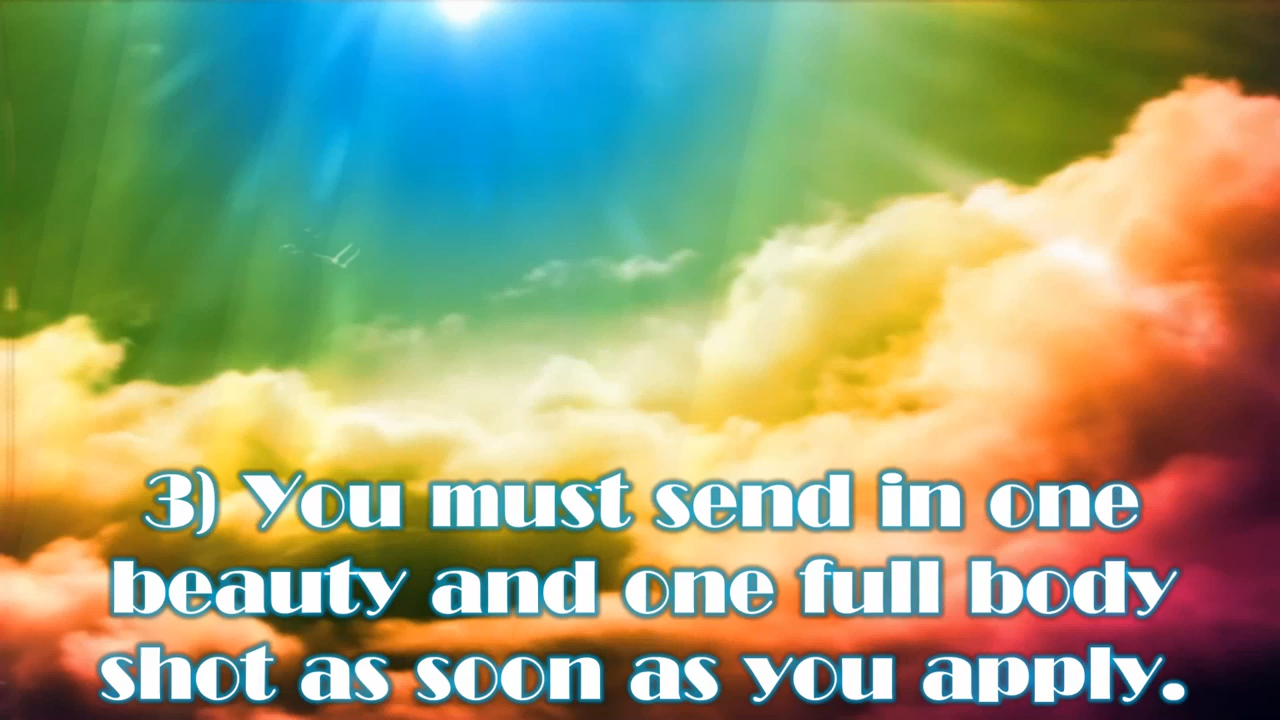 3) You must send in one
beauty and one full body
shot as soon as you apply.